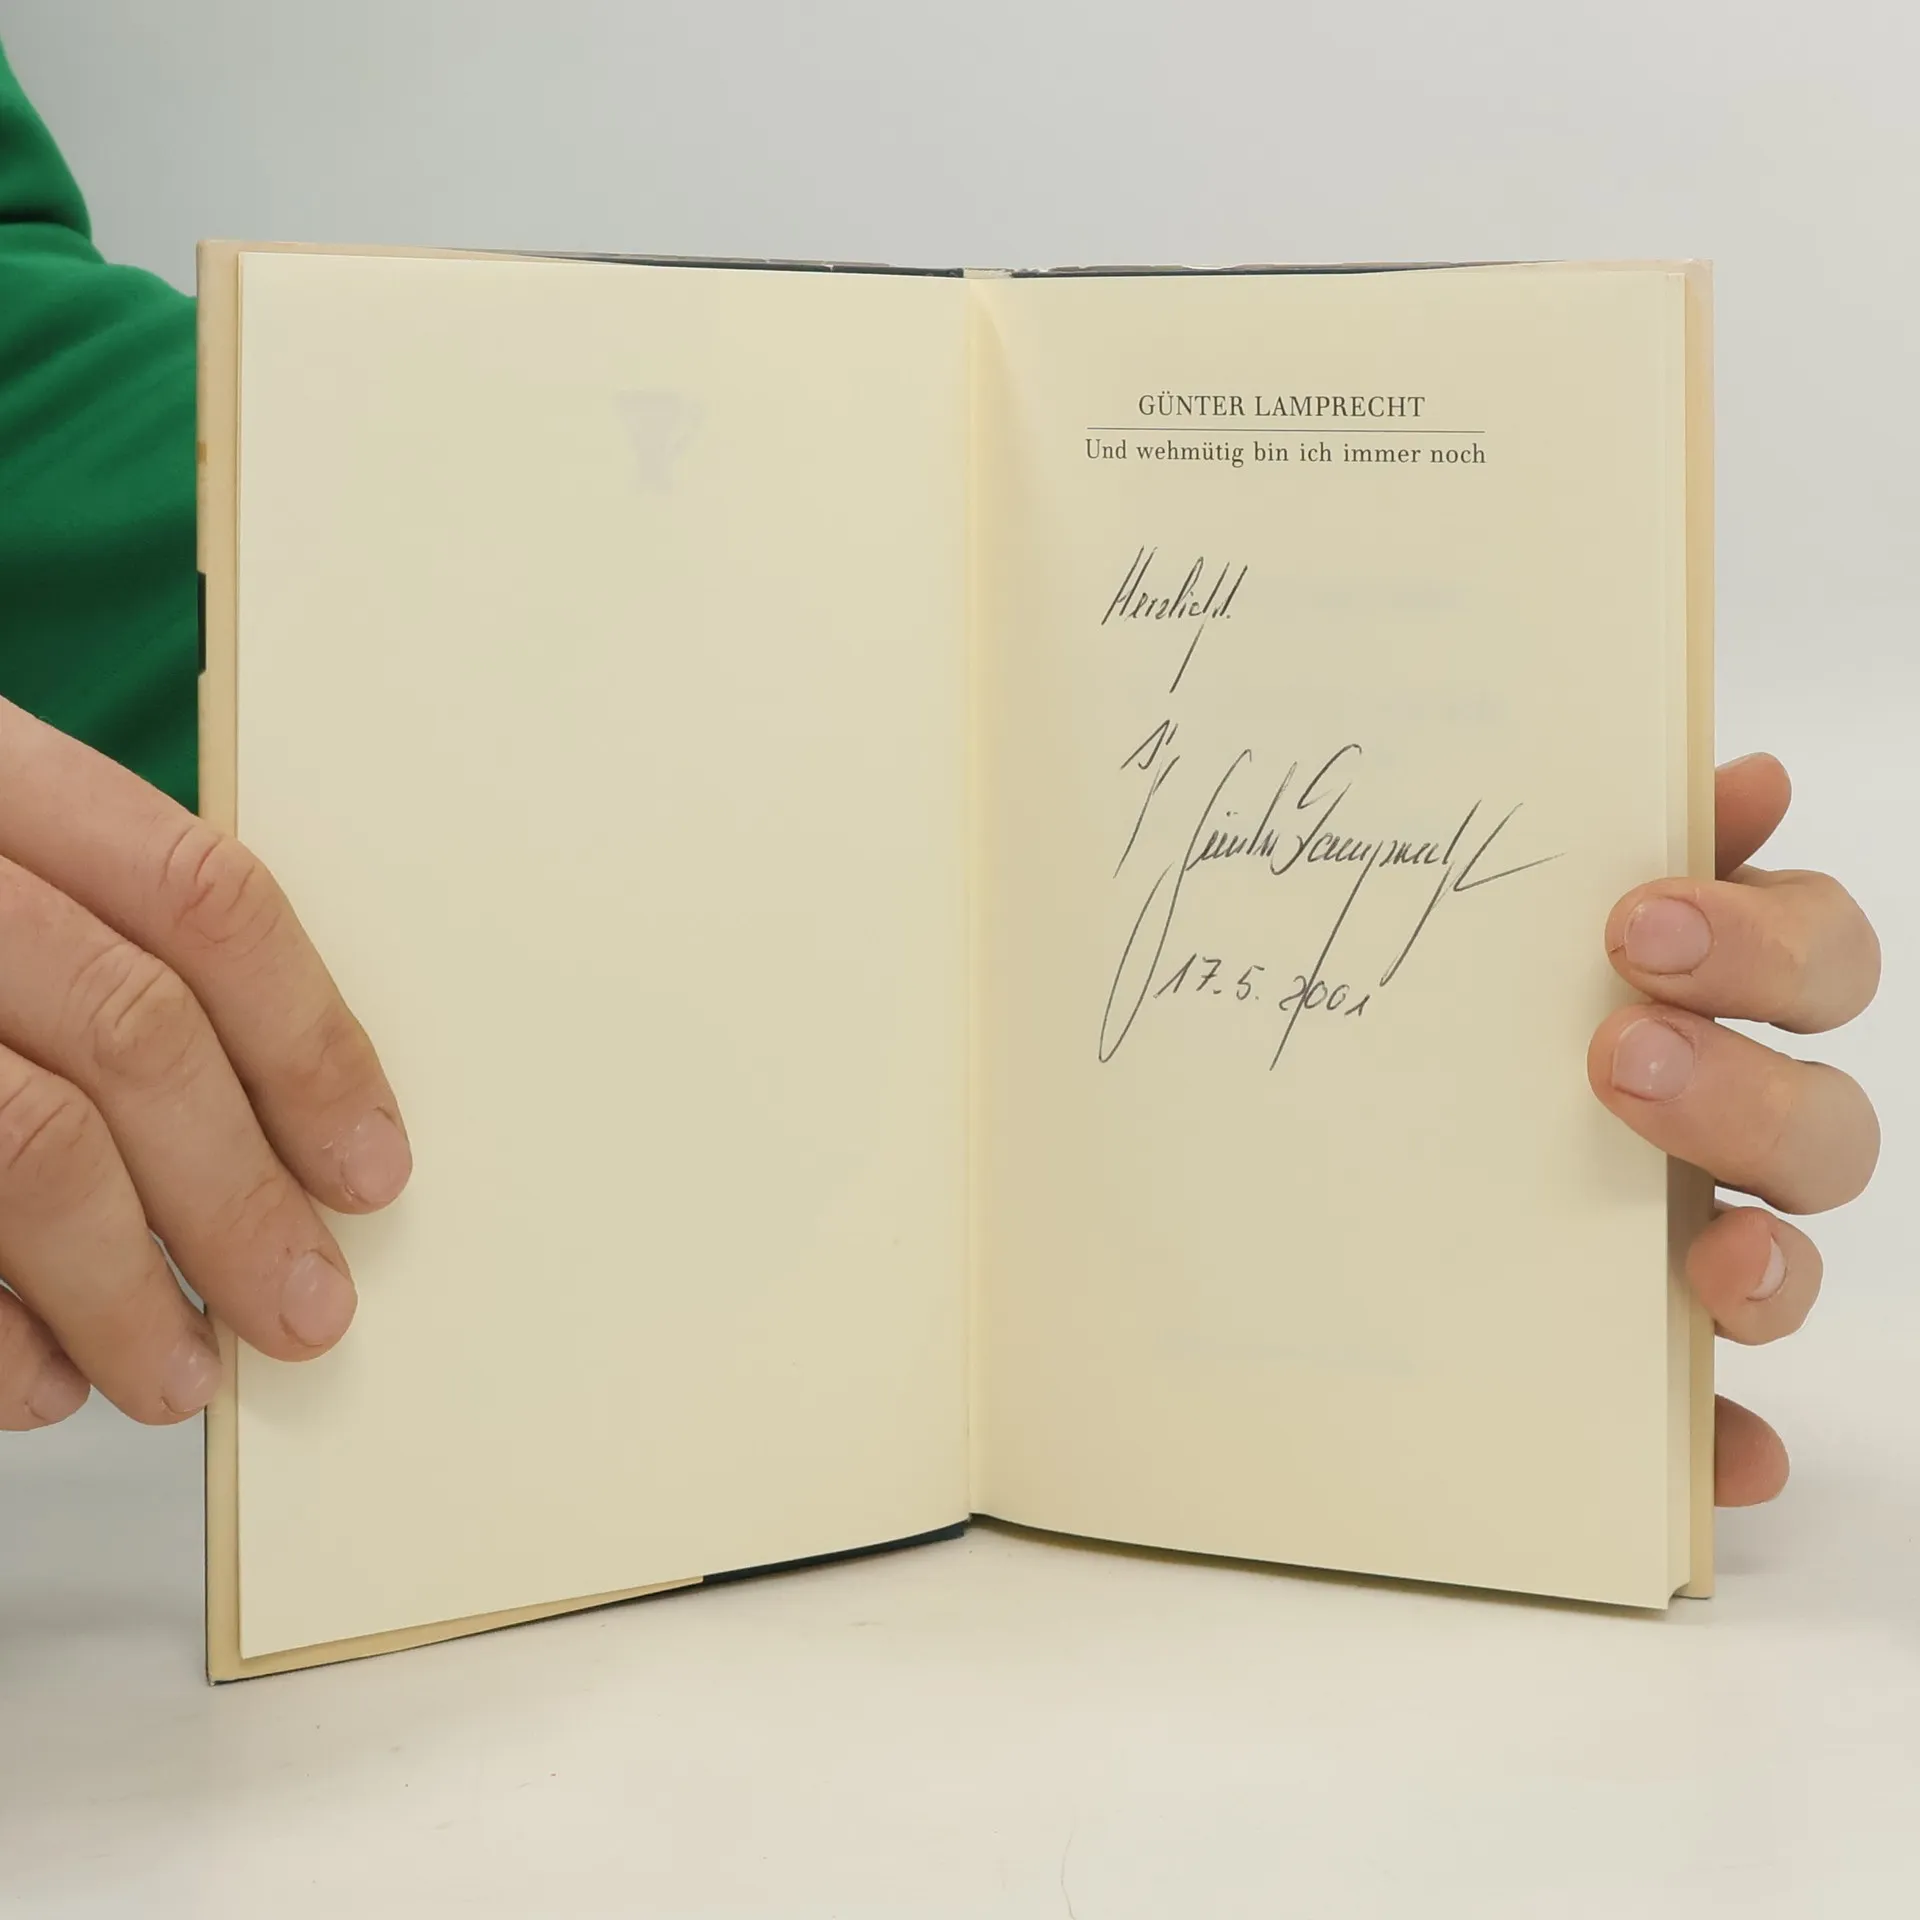 GÜNTER LAMPRECHT
Und wehmütig bin ich immer noch
Herzlichst.
Günter Lamprecht
17.5.2001